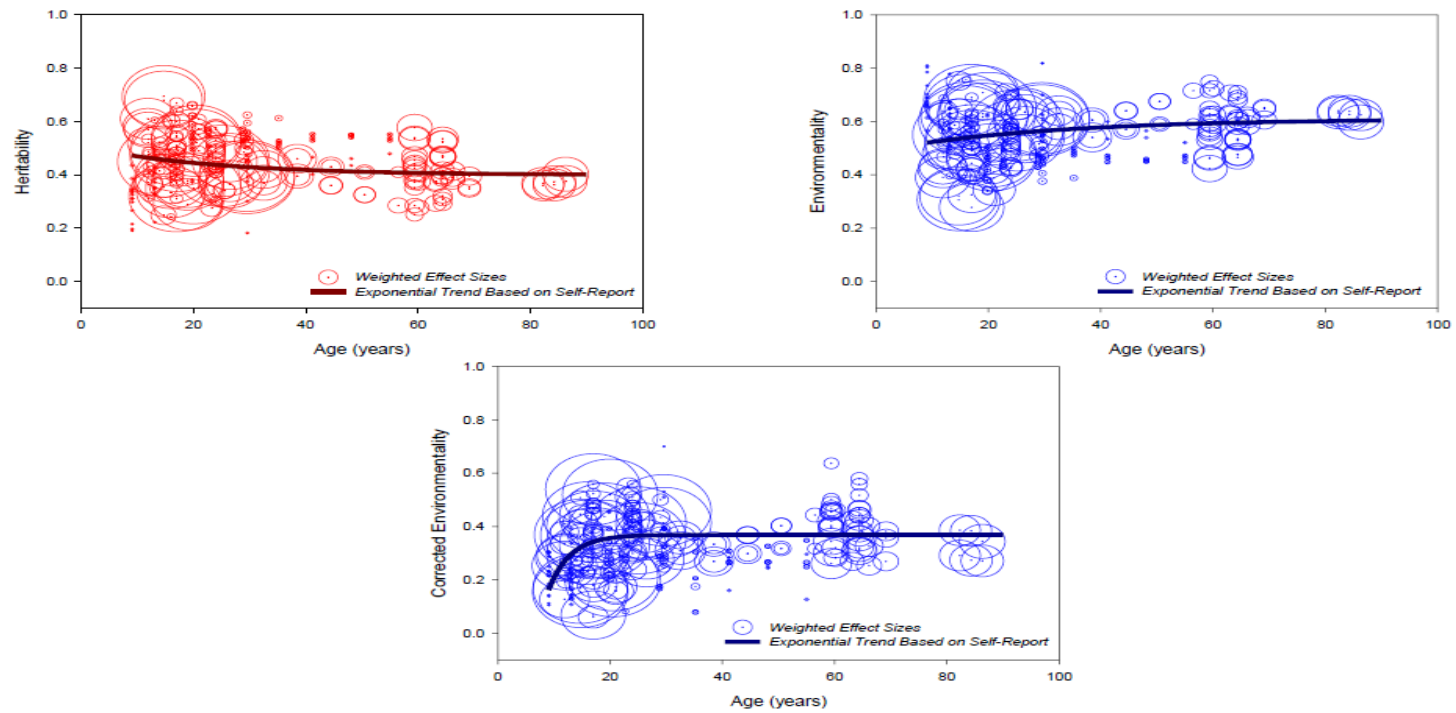 1.0
0.8
0.6
0.4
0.2
0.0
Heritability
Weighted Effect Sizes
Exponential Trend Based on Self-Report
0 20 40 60 80 100
Age (years)
1.0
0.8
0.6
0.4
0.2
0.0
Environmentality
Weighted Effect Sizes
Exponential Trend Based on Self-Report
0 20 40 60 80 100
Age (years)
1.0
0.8
0.6
0.4
0.2
0.0
Corrected Environmentality
Weighted Effect Sizes
Exponential Trend Based on Self-Report
0 20 40 60 80 100
Age (years)